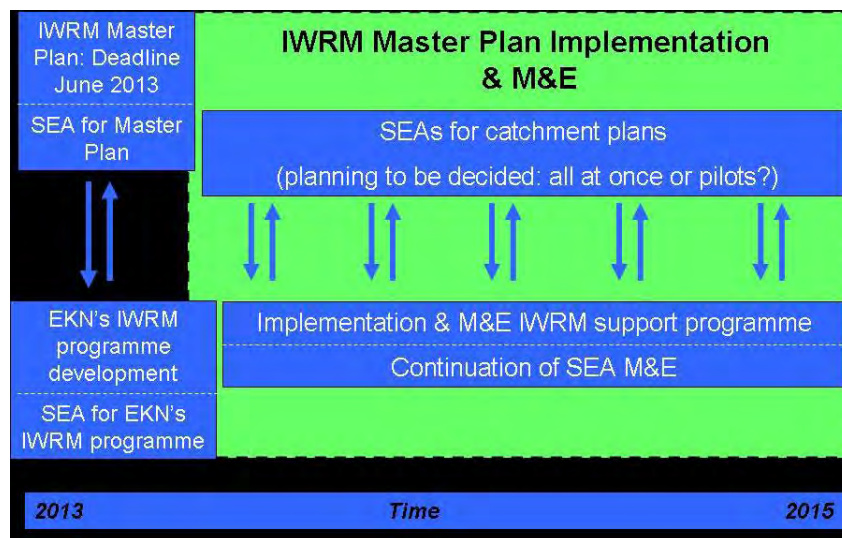 IWRM Master
Plan: Deadline
June 2013
SEA for Master
Plan
IWRM Master Plan Implementation
& M&E
SEAs for catchment plans
(planning to be decided: all at once or pilots?)
EKN's IWRM
programme
development
SEA for EKN's
IWRM programme
Implementation & M&E IWRM support programme
Continuation of SEA M&E
2013 Time 2015